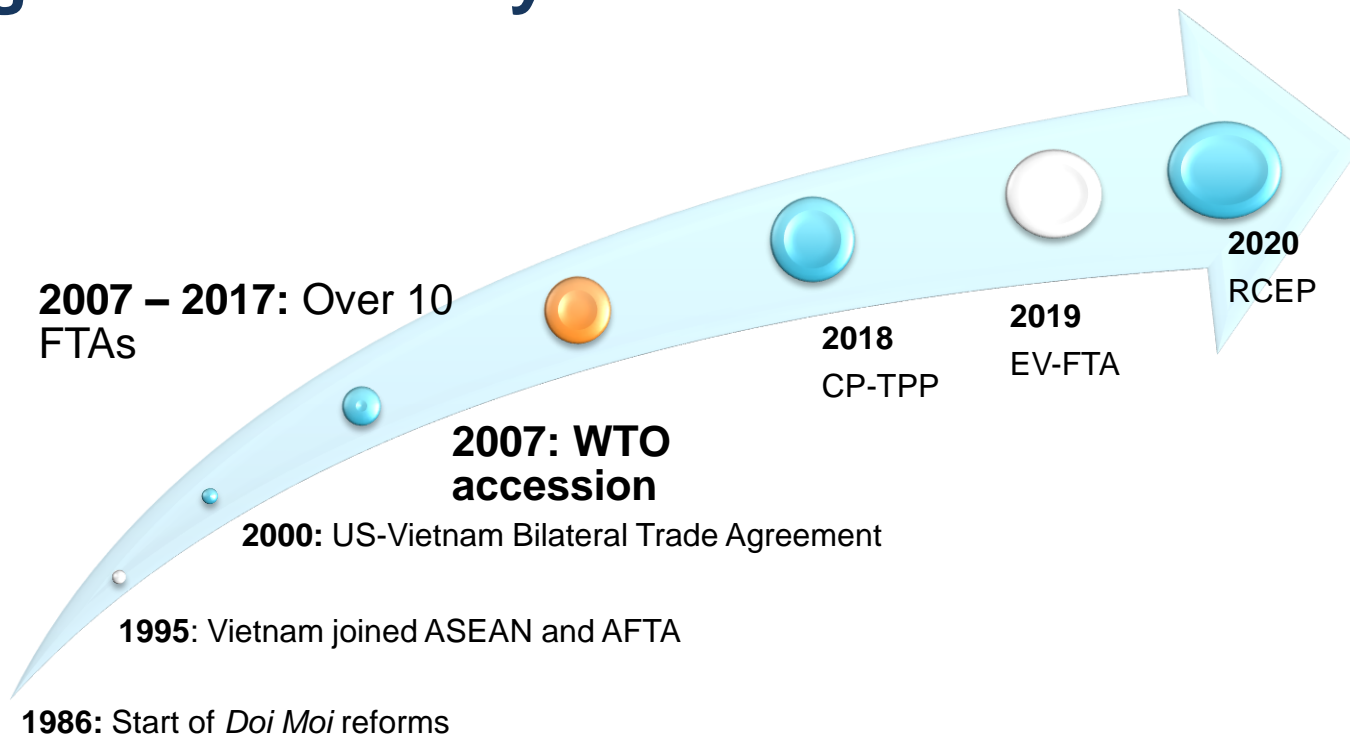 2007 – 2017: Over 10
FTAs
2020
RCEP
2019
EV-FTA
2018
CP-TPP
2007: WTO
accession
2000: US-Vietnam Bilateral Trade Agreement
1995: Vietnam joined ASEAN and AFTA
1986: Start of Doi Moi reforms